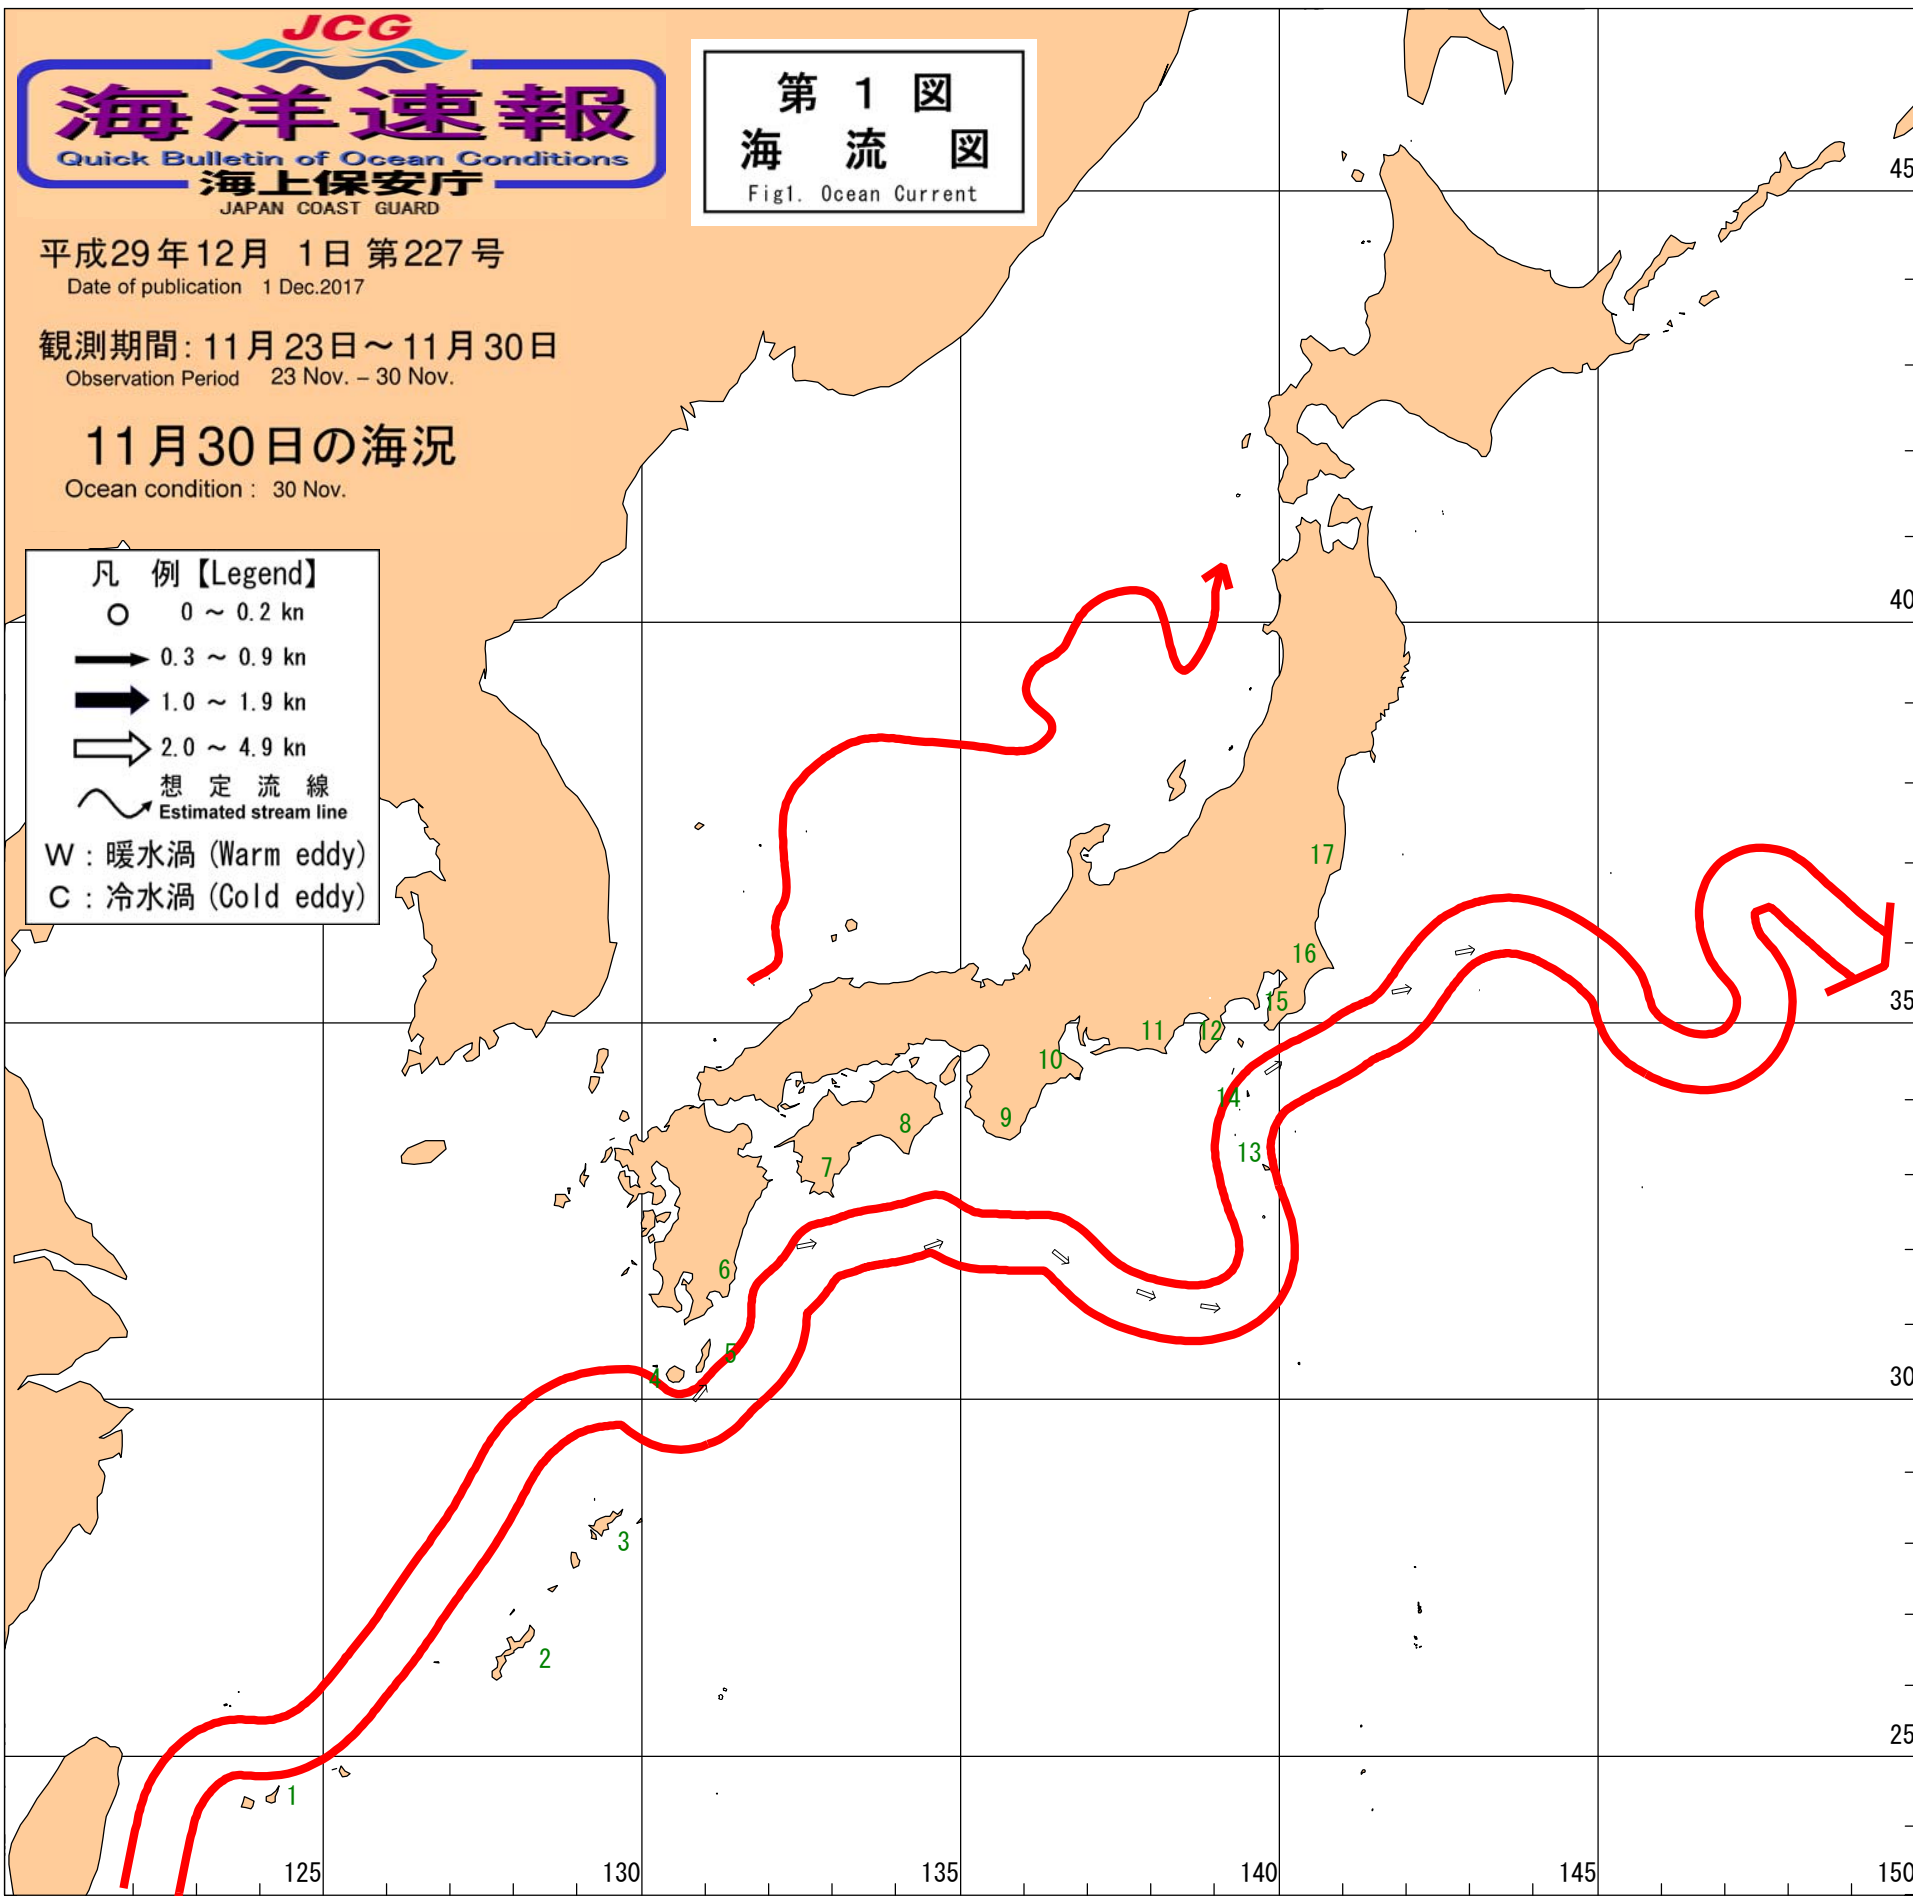 JCG
海洋速報
Quick Bulletin of Ocean Conditions
海上保安庁
JAPAN COAST GUARD
平成29年12月 1日 第227号
Date of publication 1 Dec.2017
観測期間: 11月23日～11月30日
Observation Period 23 Nov. – 30 Nov.
11月30日の海況
Ocean condition : 30 Nov.
第 1 図
海 流 図
Fig1. Ocean Current
凡 例【Legend】
0 ～ 0.2 kn
0.3 ～ 0.9 kn
1.0 ～ 1.9 kn
2.0 ～ 4.9 kn
想 定 流 線
Estimated stream line
W : 暖水渦 (Warm eddy)
C : 冷水渦 (Cold eddy)
45
40
17
16
15
35
11
12
10
14
9
8
13
7
6
5
4
30
3
2
25
1
125
130
135
140
145
150